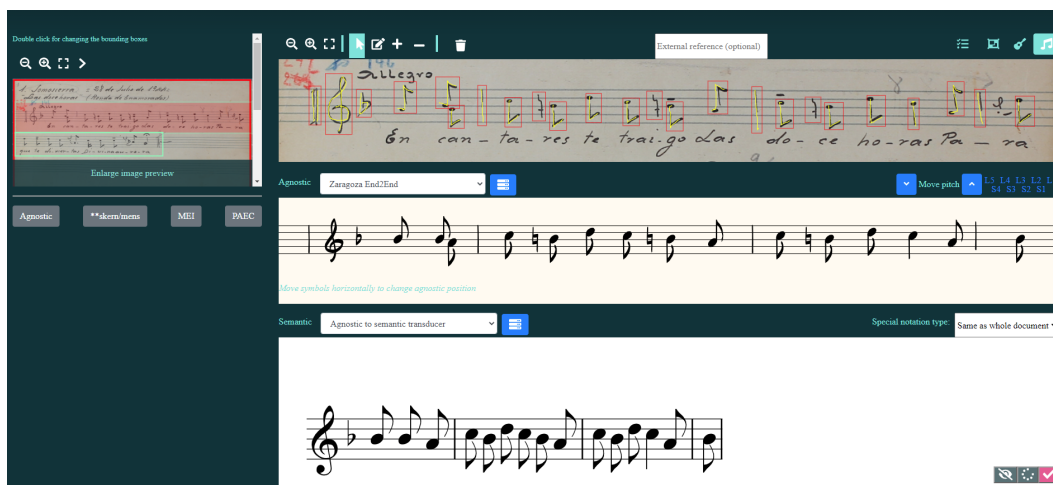 Double click for changing the bounding boxes
Enlarge image preview
Agnostic
**skern/mens
MEI
PAEC
External reference (optional)
Allegro
En can - ta - res te trai - go Las do - ce ho - ras Pa - ra
Agnostic
Zaragoza End2End
Move pitch
L5 L4 L3 L2 L
S4 S3 S2 S1
Move symbols horizontally to change agnostic position
Semantic
Agnostic to semantic transducer
Special notation type:
Same as whole document